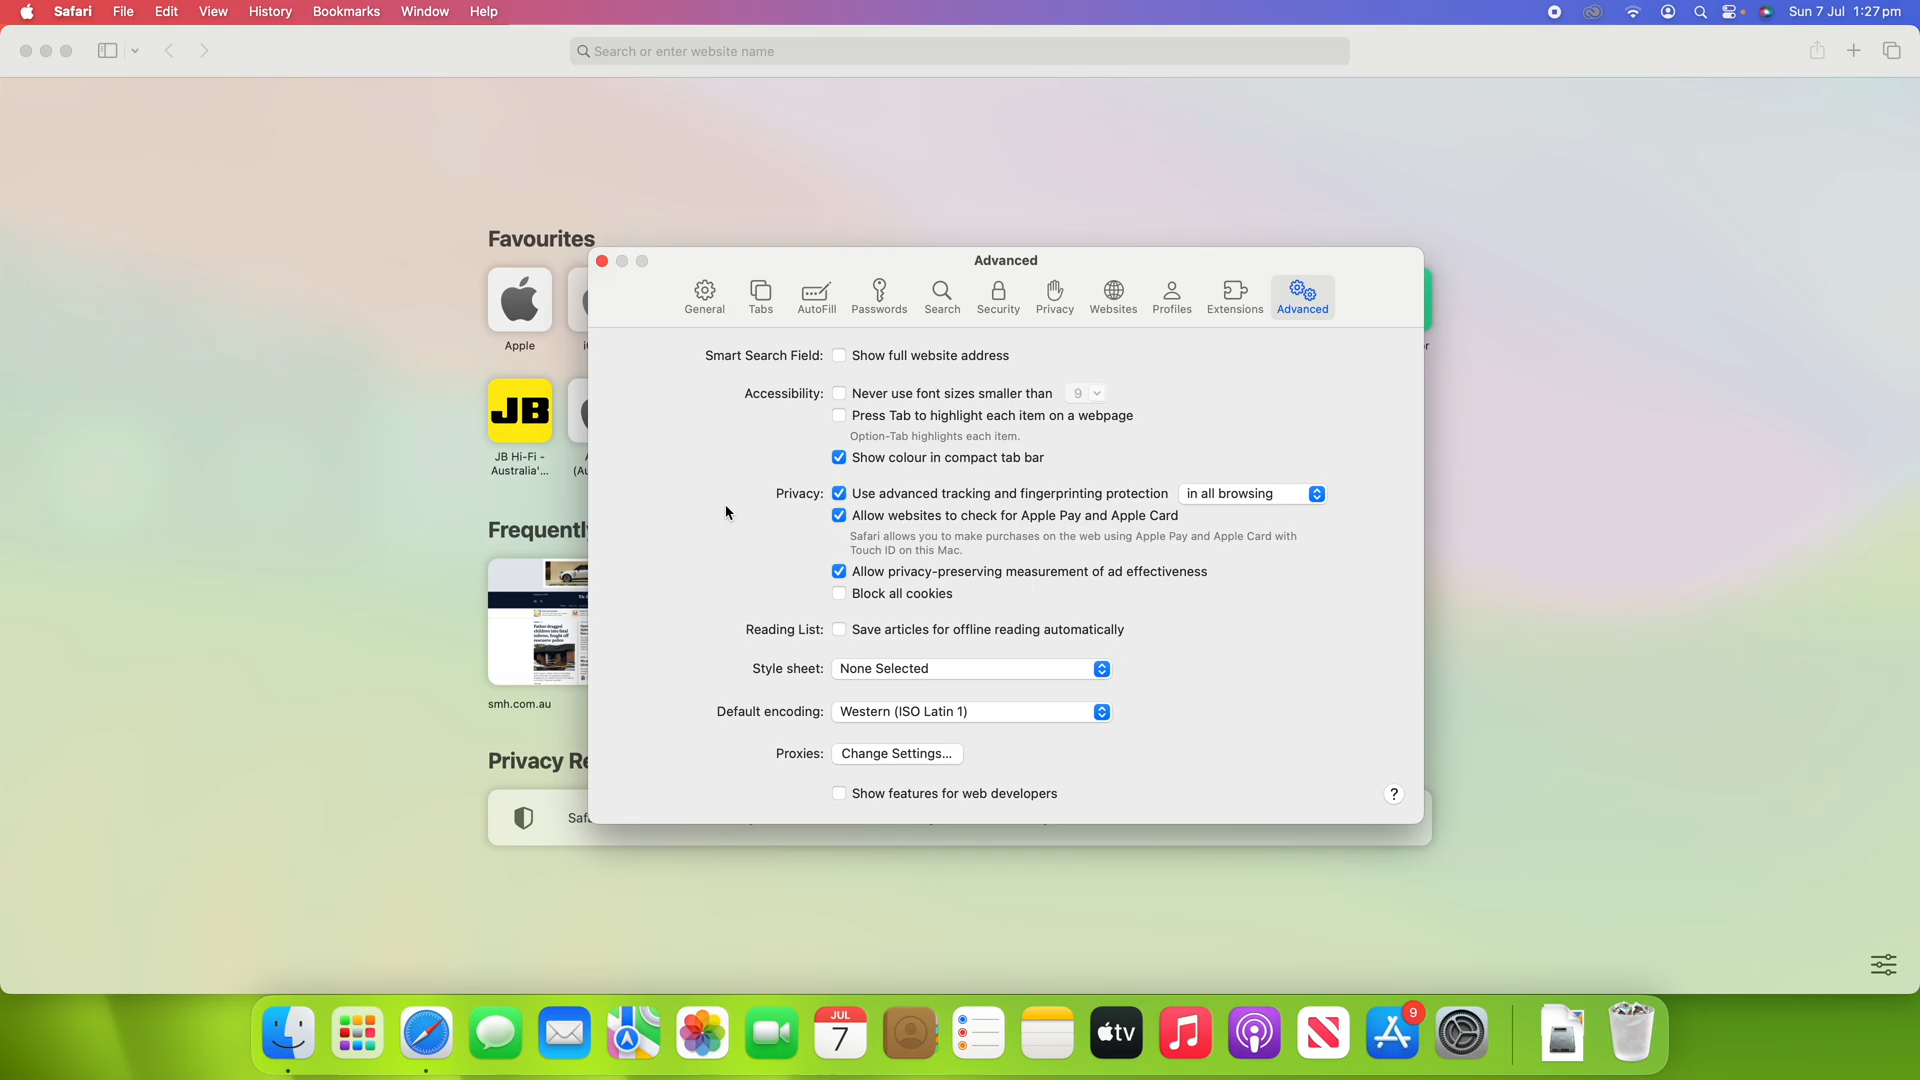 Safari File Edit View History Bookmarks Window Help
Sun 7 Jul 1:27 pm
Search or enter website name
Favourites
Apple
JB
JB Hi-Fi -
Australia'...
Frequently
smh.com.au
Privacy Re
Advanced
General Tabs AutoFill Passwords Search Security Privacy Websites Profiles Extensions Advanced
Smart Search Field: Show full website address
Accessibility: Never use font sizes smaller than 9
Press Tab to highlight each item on a webpage
Option-Tab highlights each item.
Show colour in compact tab bar
Privacy: Use advanced tracking and fingerprinting protection in all browsing
Allow websites to check for Apple Pay and Apple Card
Safari allows you to make purchases on the web using Apple Pay and Apple Card with
Touch ID on this Mac.
Allow privacy-preserving measurement of ad effectiveness
Block all cookies
Reading List: Save articles for offline reading automatically
Style sheet: None Selected
Default encoding: Western (ISO Latin 1)
Proxies: Change Settings...
Show features for web developers
?
JUL
7
tv
9